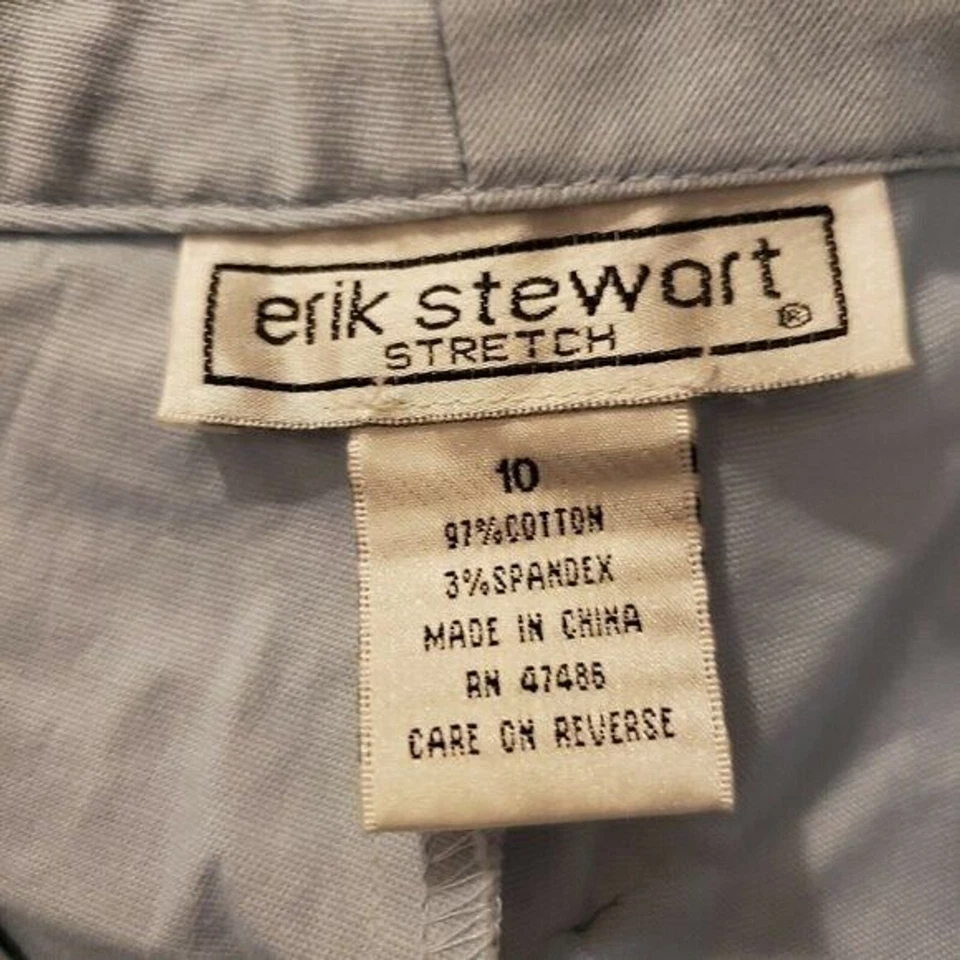 erik stewart®
STRETCH
10
97%COTTON
3%SPANDEX
MADE IN CHINA
RN 47486
CARE ON REVERSE